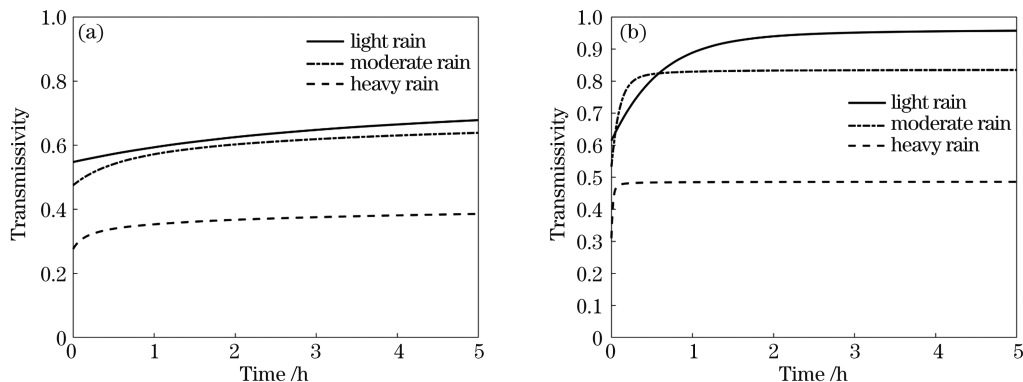 (a)
light rain
moderate rain
heavy rain
1.0
0.8
0.6
0.4
0.2
0
0 1 2 3 4 5
Transmissivity
Time /h
(b)
light rain
moderate rain
heavy rain
1.0
0.9
0.8
0.7
0.6
0.5
0.4
0.3
0.2
0.1
0
0 1 2 3 4 5
Transmissivity
Time /h